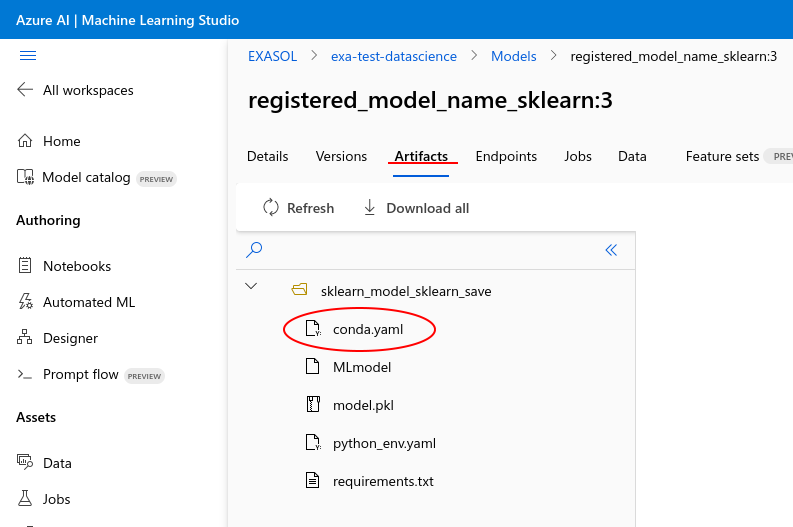 Azure AI | Machine Learning Studio
All workspaces
Home
Model catalog PREVIEW
Authoring
Notebooks
Automated ML
Designer
Prompt flow PREVIEW
Assets
Data
Jobs
EXASOL > exa-test-datascience > Models > registered_model_name_sklearn:3
registered_model_name_sklearn:3
Details Versions Artifacts Endpoints Jobs Data Feature sets PREV
Refresh Download all
sklearn_model_sklearn_save
conda.yaml
MLmodel
model.pkl
python_env.yaml
requirements.txt